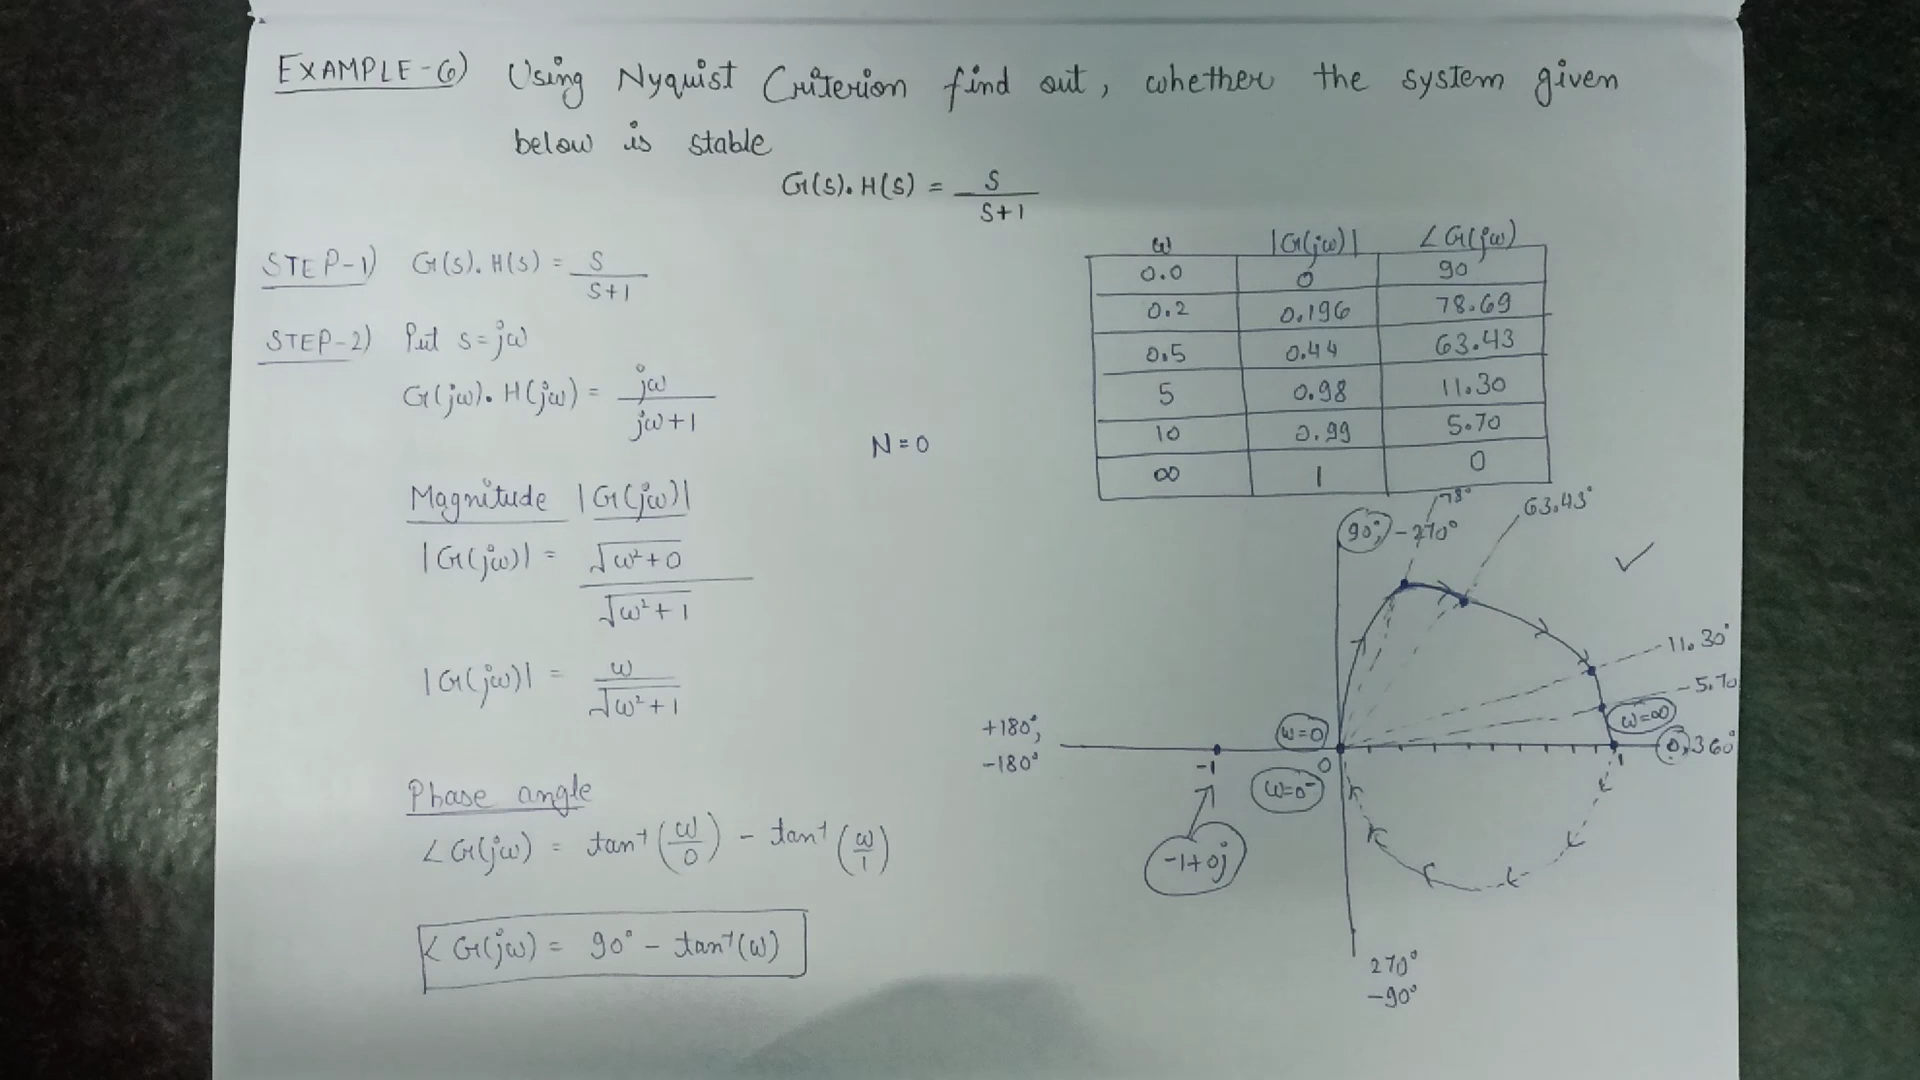 EXAMPLE-6) Using Nyquist Criterion find out, whether the system given
below is stable
G(s).H(s) = s/(s+1)
STEP-1) G(s).H(s) = s/(s+1)
STEP-2) Put s=jω
G(jω).H(jω) = jω/(jω+1)
Magnitude |G(jω)|
|G(jω)| = √(ω²+0)/√(ω²+1)
|G(jω)| = ω/√(ω²+1)
Phase angle
∠G(jω) = tan⁻¹(ω/0) - tan⁻¹(ω/1)
∠G(jω) = 90° - tan⁻¹(ω)
N=0
ω |G(jω)| ∠G(jω)
0.0 0 90
0.2 0.196 78.69
0.5 0.44 63.43
5 0.98 11.30
10 0.99 5.70
∞ 1 0
78°
63.43°
90°, -270°
11.30°
5.70
ω=∞
+180°,
-180°
ω=0
0, 360°
-1
0
1
ω=0⁻
-1+0j
270°
-90°